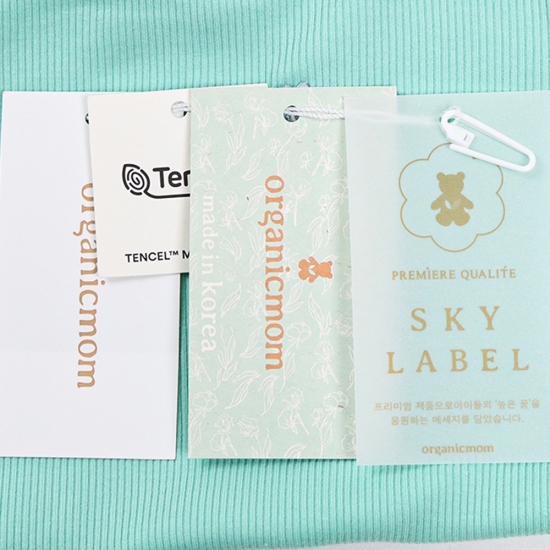 organicmom
Ten
TENCEL™ M
organicmom
made in korea
PREMIÈRE QUALITÉ
SKY
LABEL
프리미엄 제품으로아이들의 '높은 꿈'을
응원하는 메세지를 담았습니다.
organicmom